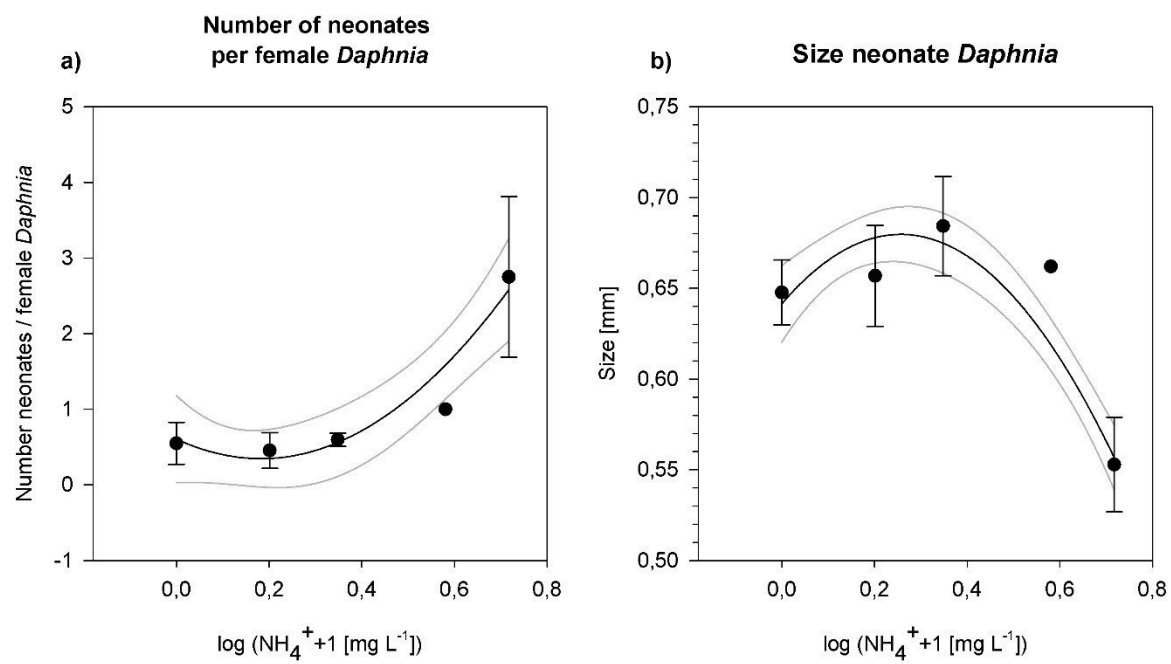 Number of neonates
per female Daphnia
a)
5
4
3
2
1
0
-1
Number neonates / female Daphnia
0,0 0,2 0,4 0,6 0,8
log (NH₄⁺+1 [mg L⁻¹])
b)
Size neonate Daphnia
0,75
0,70
0,65
0,60
0,55
0,50
Size [mm]
0,0 0,2 0,4 0,6 0,8
log (NH₄⁺+1 [mg L⁻¹])